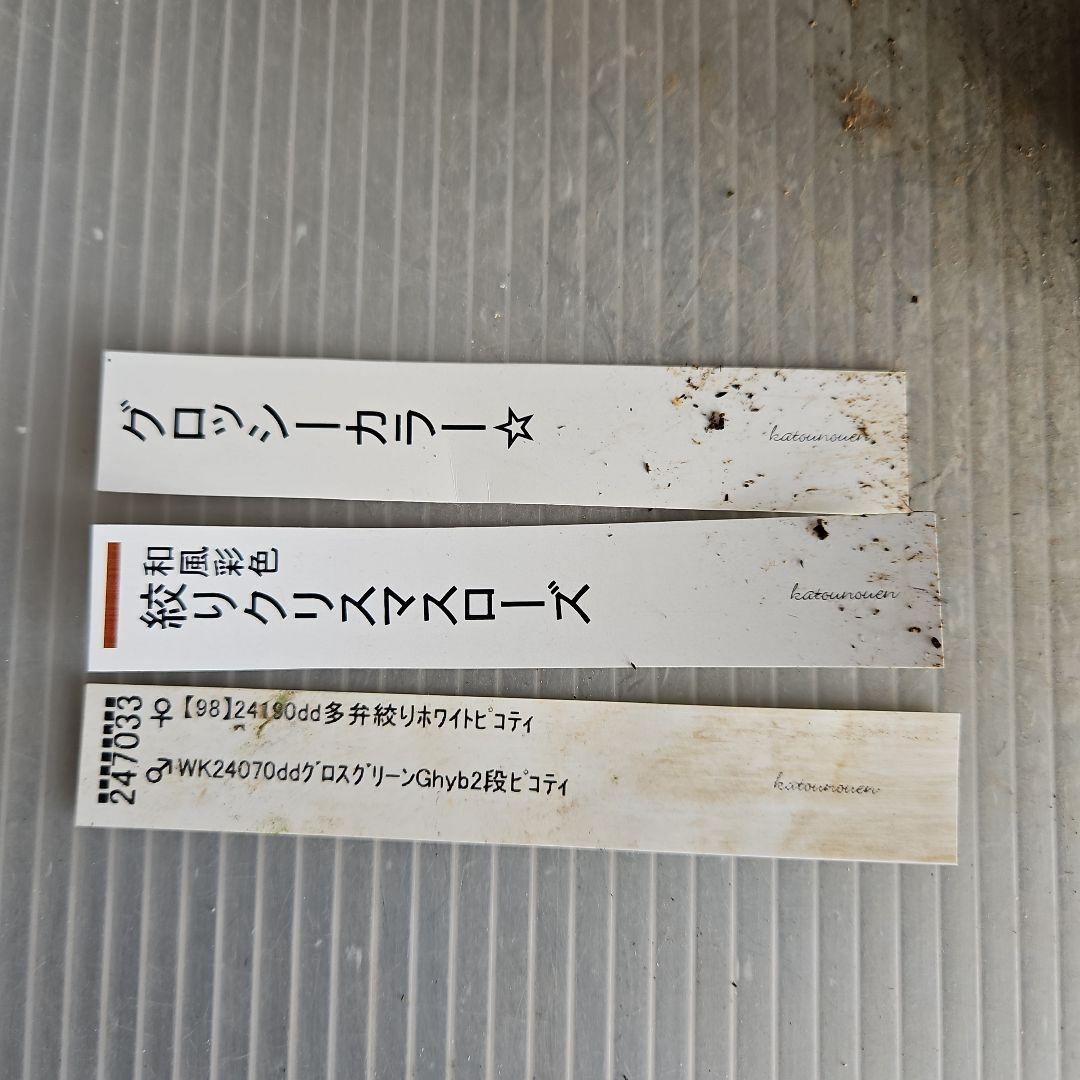 グロッシーカラー☆
katounouen
和風彩色
絞りクリスマスローズ
katounouen
247033
♀【98】24190dd多弁絞りホワイトピコティ
♂WK24070ddグロスグリーンGhyb2段ピコティ
katounouen